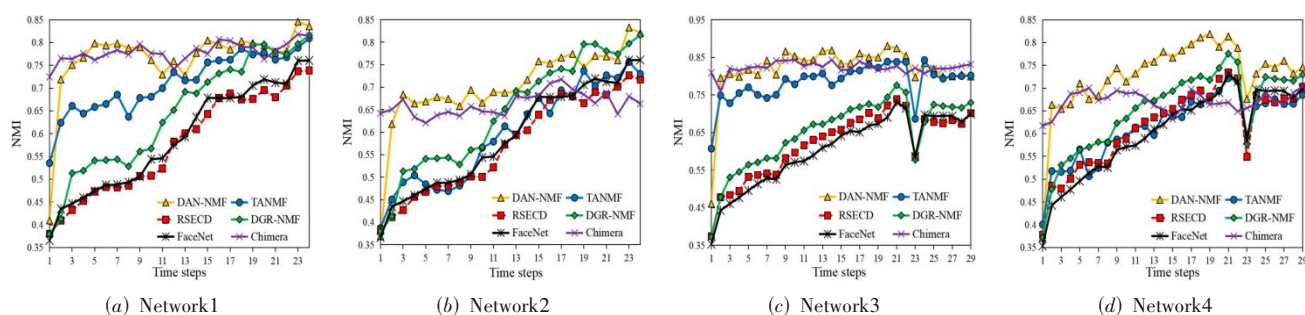 NMI
0.85
0.8
0.75
0.7
0.65
0.6
0.55
0.5
0.45
0.4
0.35
DAN-NMF TANMF
RSECD DGR-NMF
FaceNet Chimera
1 3 5 7 9 11 13 15 17 19 21 23
Time steps
(a) Network1
0.85
0.8
0.75
0.7
0.65
0.6
0.55
0.5
0.45
0.4
0.35
DAN-NMF TANMF
RSECD DGR-NMF
FaceNet Chimera
1 3 5 7 9 11 13 15 17 19 21 23
Time steps
(b) Network2
0.95
0.85
0.75
0.65
0.55
0.45
0.35
DAN-NMF TANMF
RSECD DGR-NMF
FaceNet Chimera
1 3 5 7 9 11 13 15 17 19 21 23 25 27 29
Time steps
(c) Network3
0.85
0.8
0.75
0.7
0.65
0.6
0.55
0.5
0.45
0.4
0.35
DAN-NMF TANMF
RSECD DGR-NMF
FaceNet Chimera
1 3 5 7 9 11 13 15 17 19 21 23 25 27 29
Time steps
(d) Network4